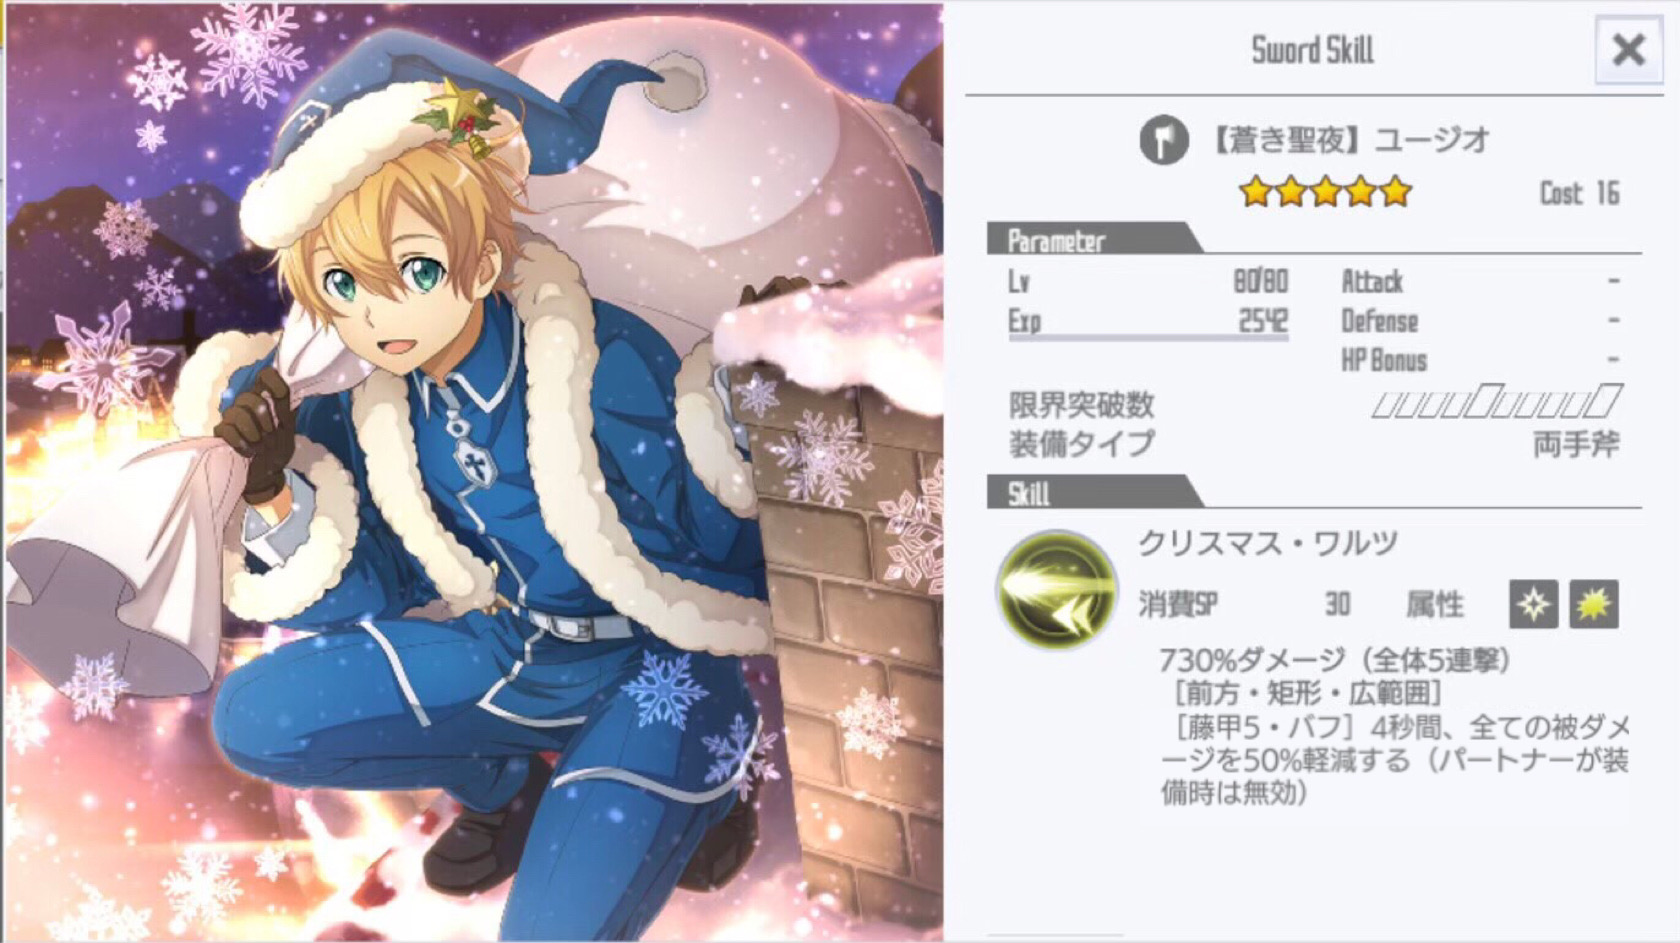 Sword Skill
【蒼き聖夜】ユージオ
Cost 16
Parameter
Lv 80/80 Attack -
Exp 2542 Defense -
HP Bonus -
限界突破数
装備タイプ 両手斧
Skill
クリスマス・ワルツ
消費SP 30 属性
730%ダメージ（全体5連撃）
［前方・矩形・広範囲］
［藤甲5・バフ］4秒間、全ての被ダメ
ージを50%軽減する（パートナーが装
備時は無効）